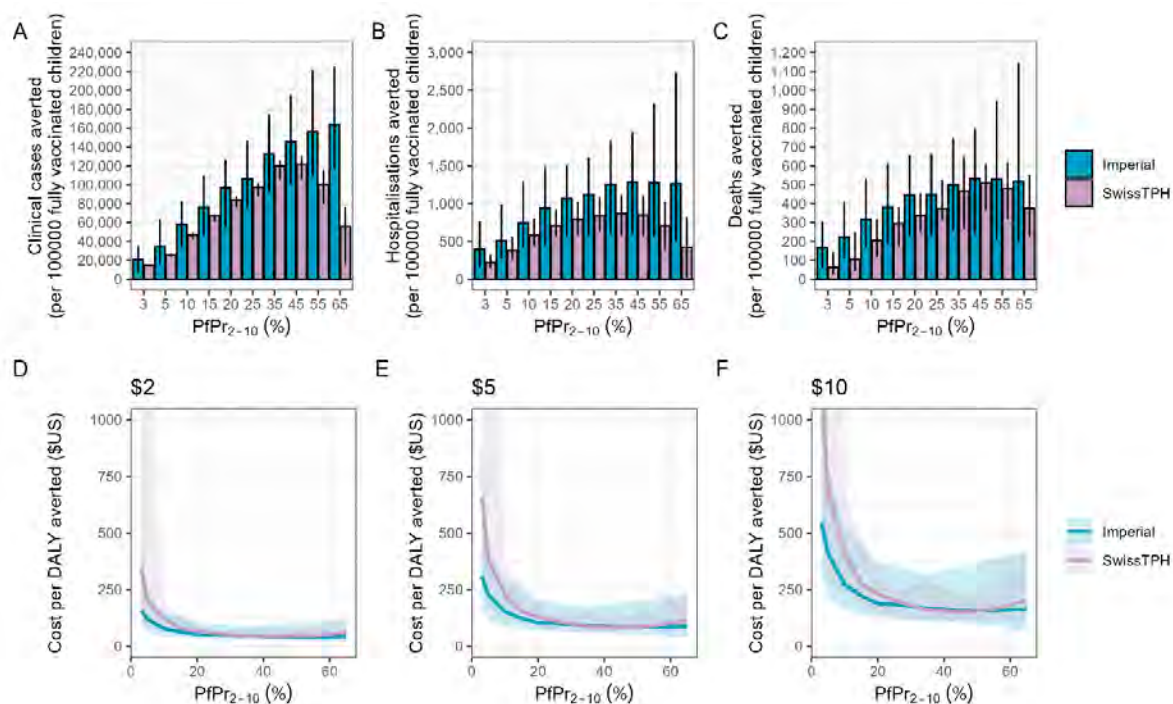 A
Clinical cases averted
(per 100000 fully vaccinated children)
240,000
220,000
200,000
180,000
160,000
140,000
120,000
100,000
80,000
60,000
40,000
20,000
0
3 5 10 15 20 25 35 45 55 65
PfPr2−10 (%)
B
Hospitalisations averted
(per 100000 fully vaccinated children)
3,000
2,500
2,000
1,500
1,000
500
0
3 5 10 15 20 25 35 45 55 65
PfPr2−10 (%)
C
Deaths averted
(per 100000 fully vaccinated children)
1,200
1,100
1,000
900
800
700
600
500
400
300
200
100
0
3 5 10 15 20 25 35 45 55 65
PfPr2−10 (%)
Imperial
SwissTPH
D
$2
Cost per DALY averted ($US)
1000
750
500
250
0
0 20 40 60
PfPr2−10 (%)
E
$5
Cost per DALY averted ($US)
1000
750
500
250
0
0 20 40 60
PfPr2−10 (%)
F
$10
Cost per DALY averted ($US)
1000
750
500
250
0
0 20 40 60
PfPr2−10 (%)
Imperial
SwissTPH